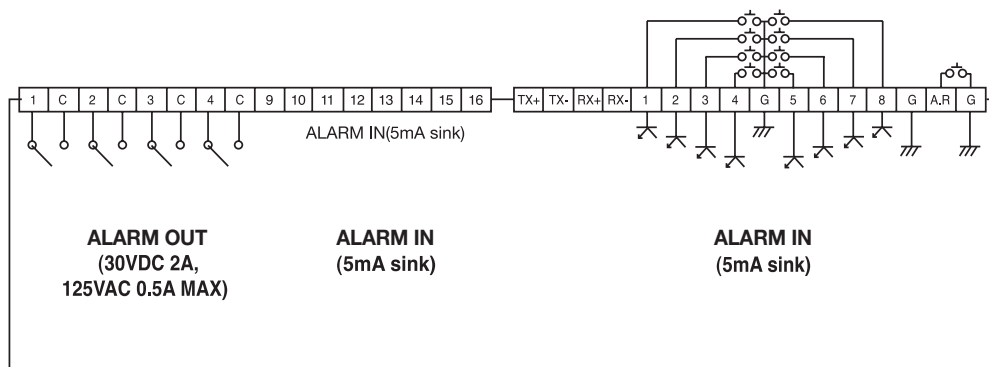 1 C 2 C 3 C 4 C 9 10 11 12 13 14 15 16 TX+ TX- RX+ RX- 1 2 3 4 G 5 6 7 8 G A.R G
ALARM IN(5mA sink)
ALARM OUT
(30VDC 2A,
125VAC 0.5A MAX)
ALARM IN
(5mA sink)
ALARM IN
(5mA sink)